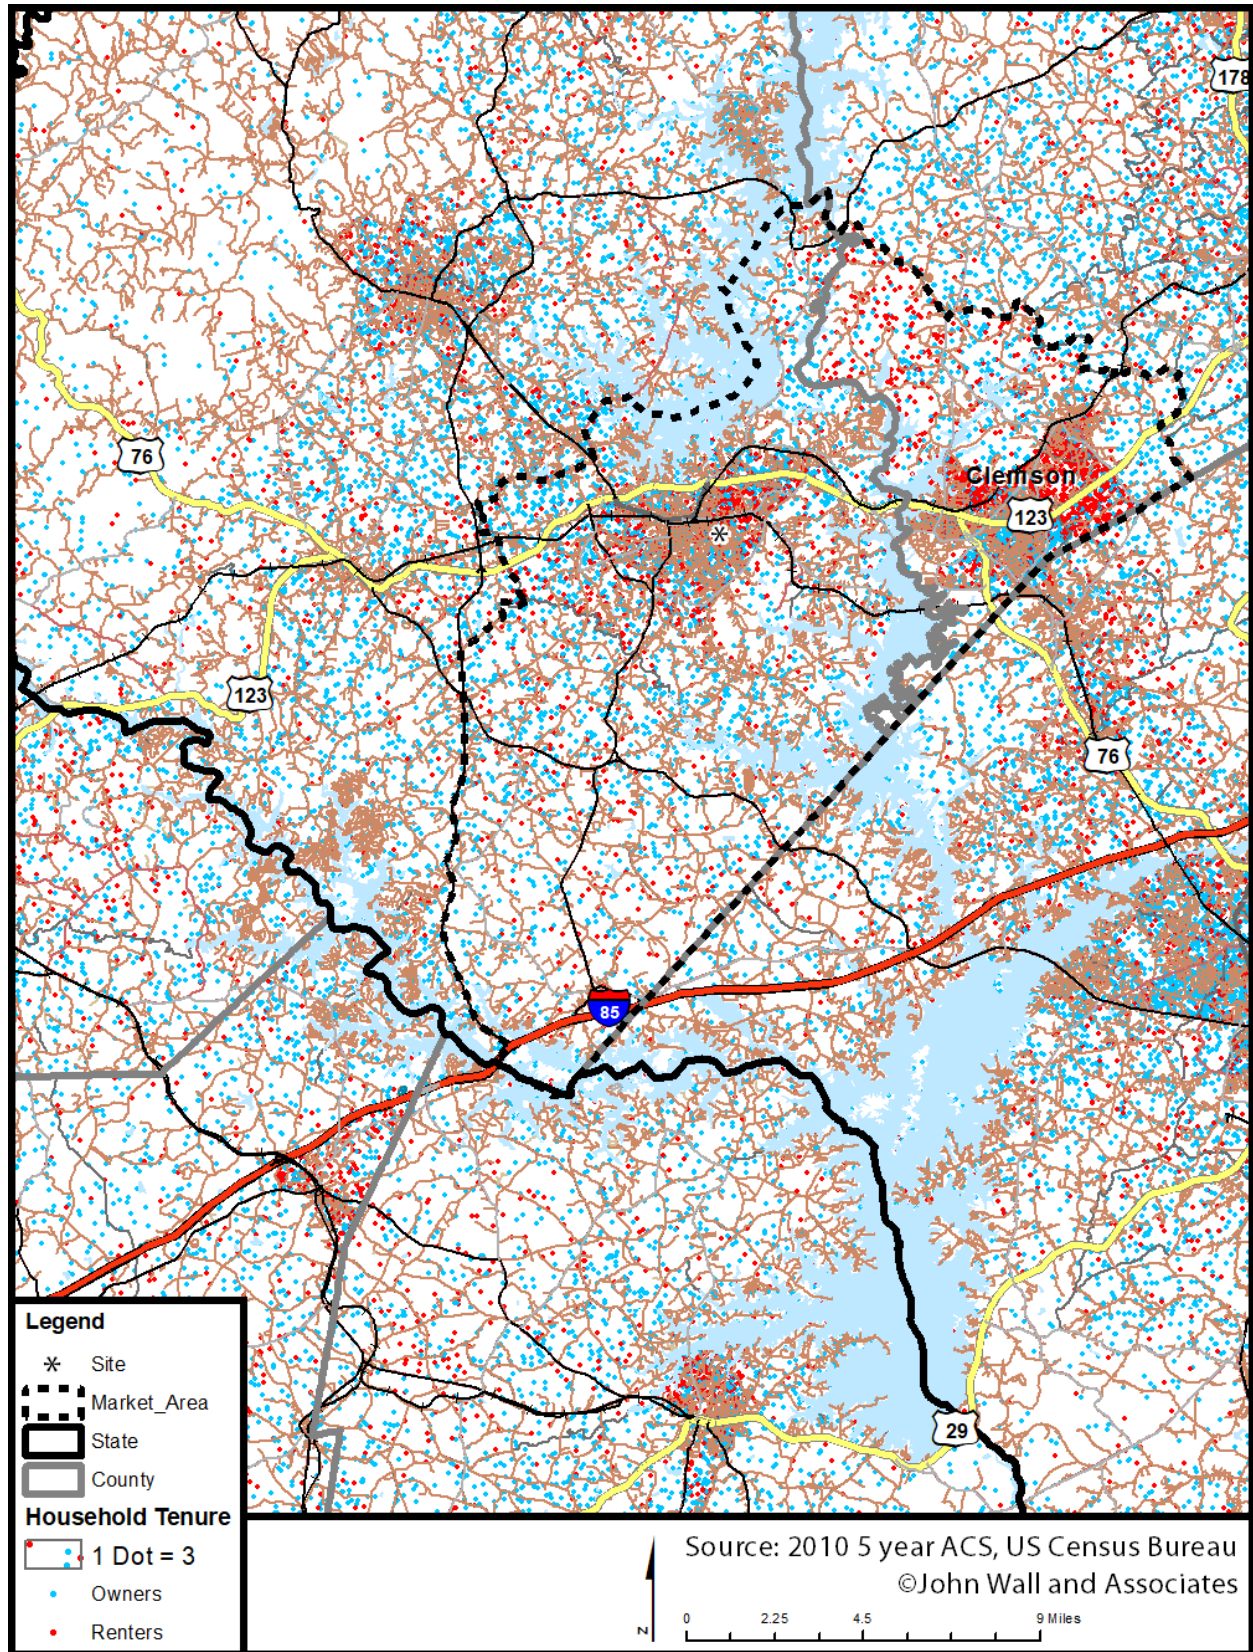 178
76
Clemson
123
123
76
85
29
Legend
Site
Market_Area
State
County
Household Tenure
1 Dot = 3
Owners
Renters
Source: 2010 5 year ACS, US Census Bureau
©John Wall and Associates
0 2.25 4.5 9 Miles
N